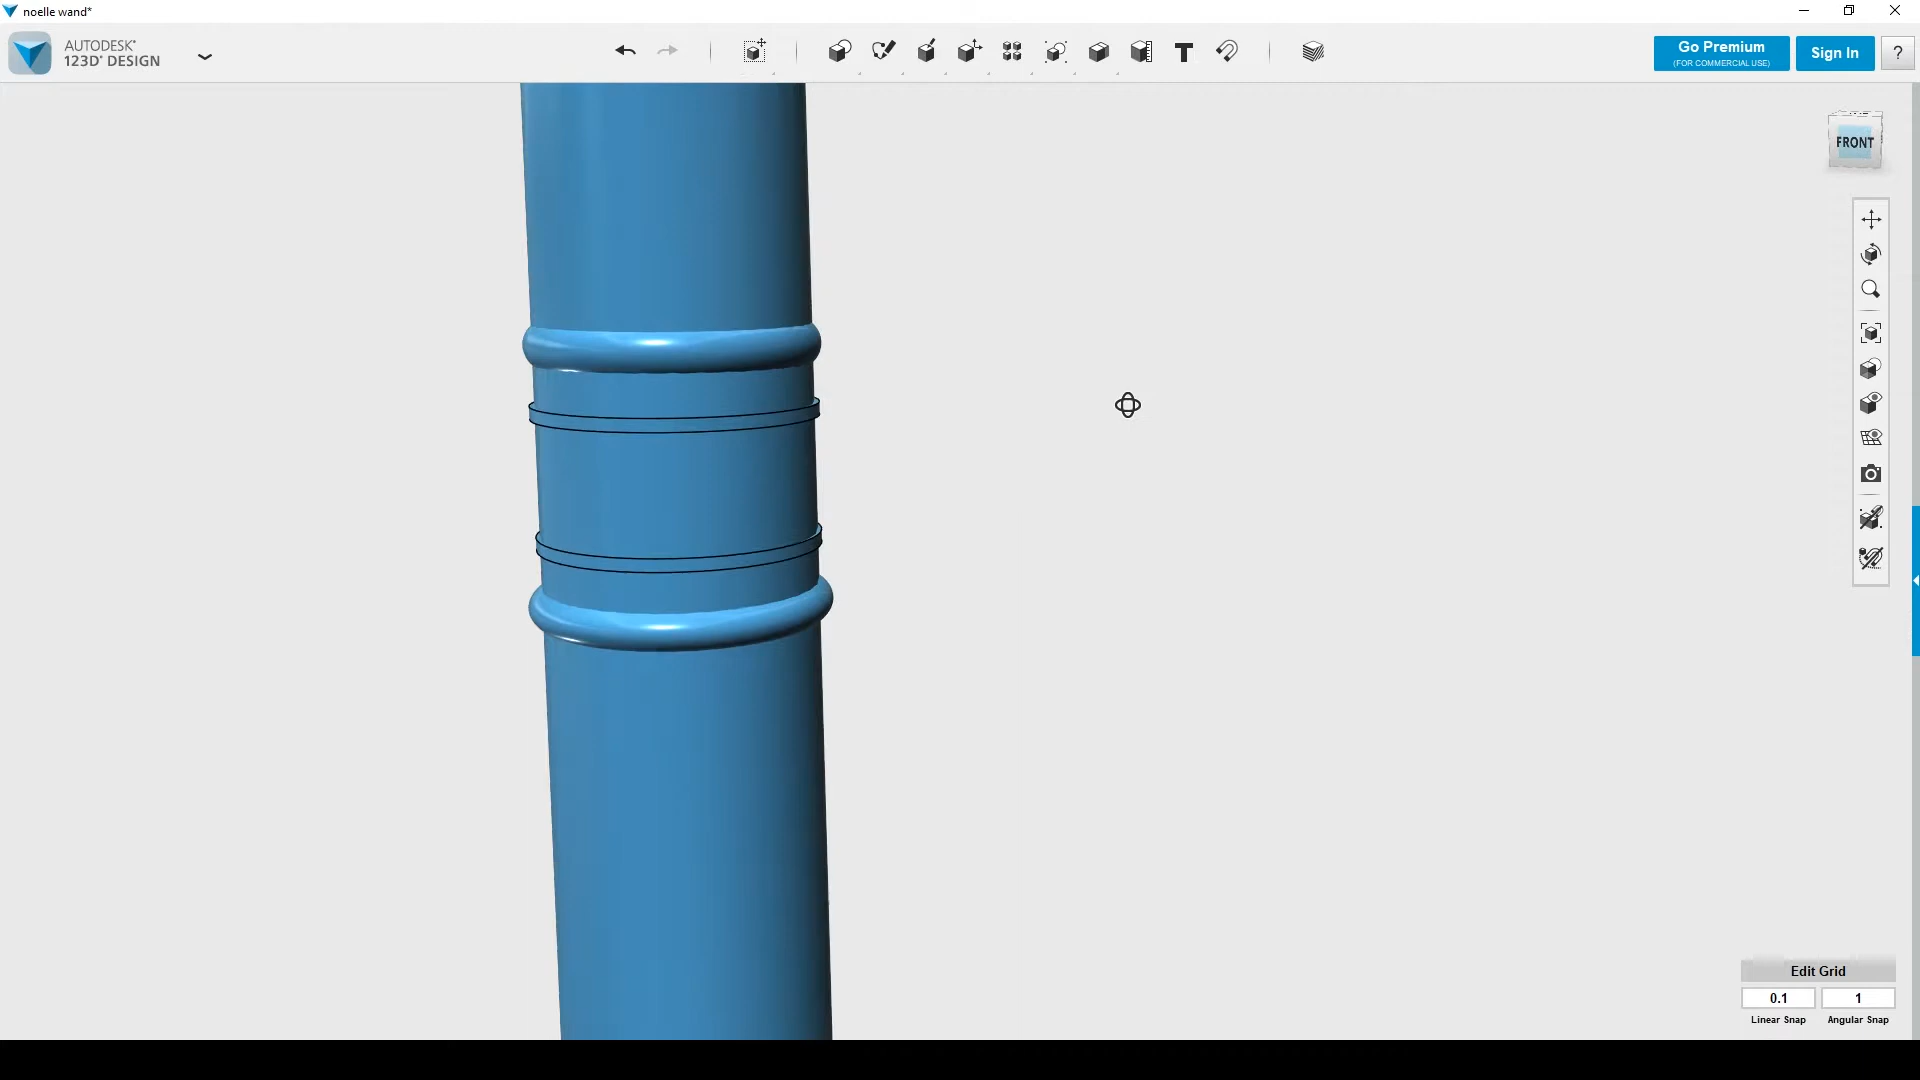 noelle wand*
AUTODESK®
123D® DESIGN
T
Go Premium
(FOR COMMERCIAL USE)
Sign In
?
FRONT
Edit Grid
0.1
1
Linear Snap
Angular Snap